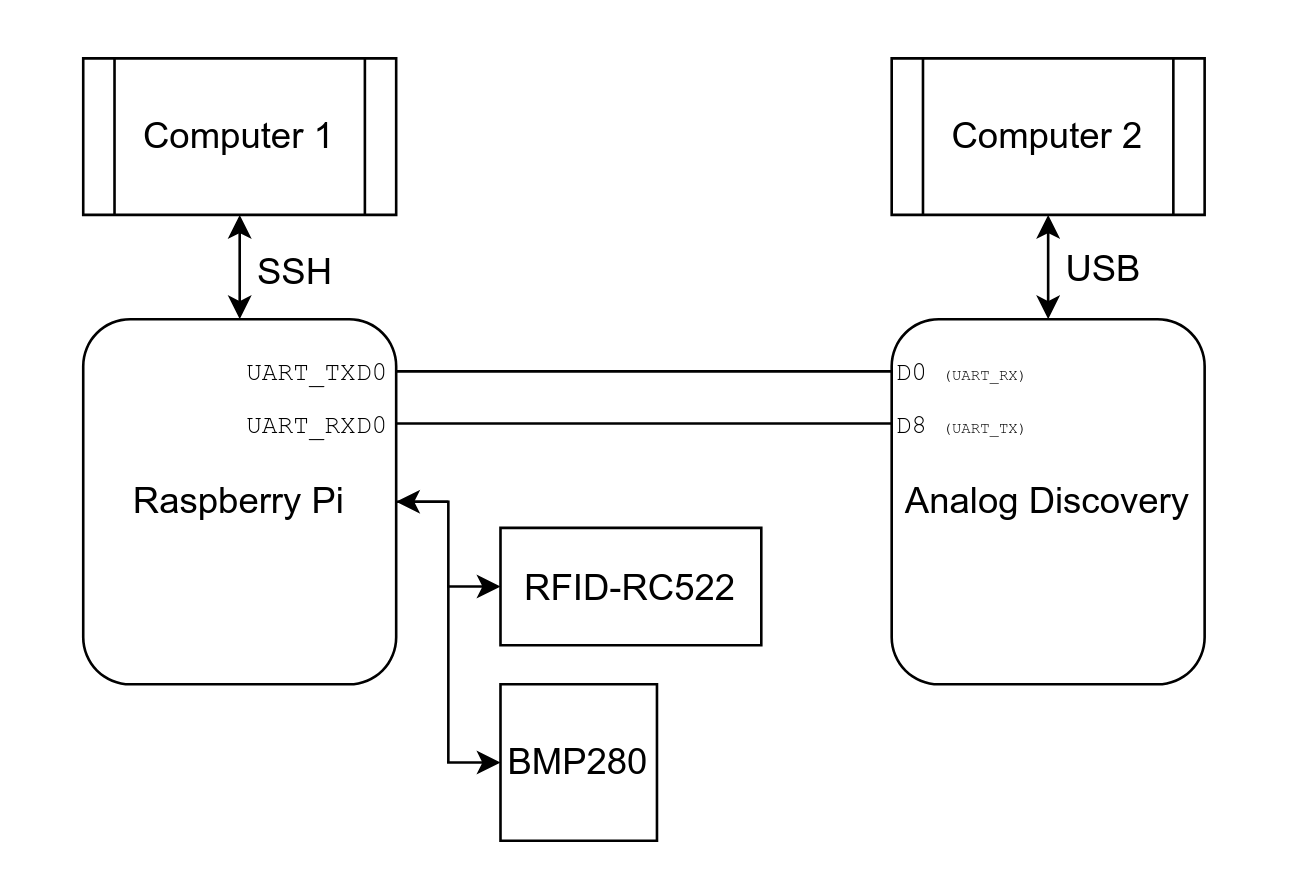 Computer 1
Computer 2
SSH
USB
UART_TXD0
D0 (UART_RX)
UART_RXD0
D8 (UART_TX)
Raspberry Pi
Analog Discovery
RFID-RC522
BMP280